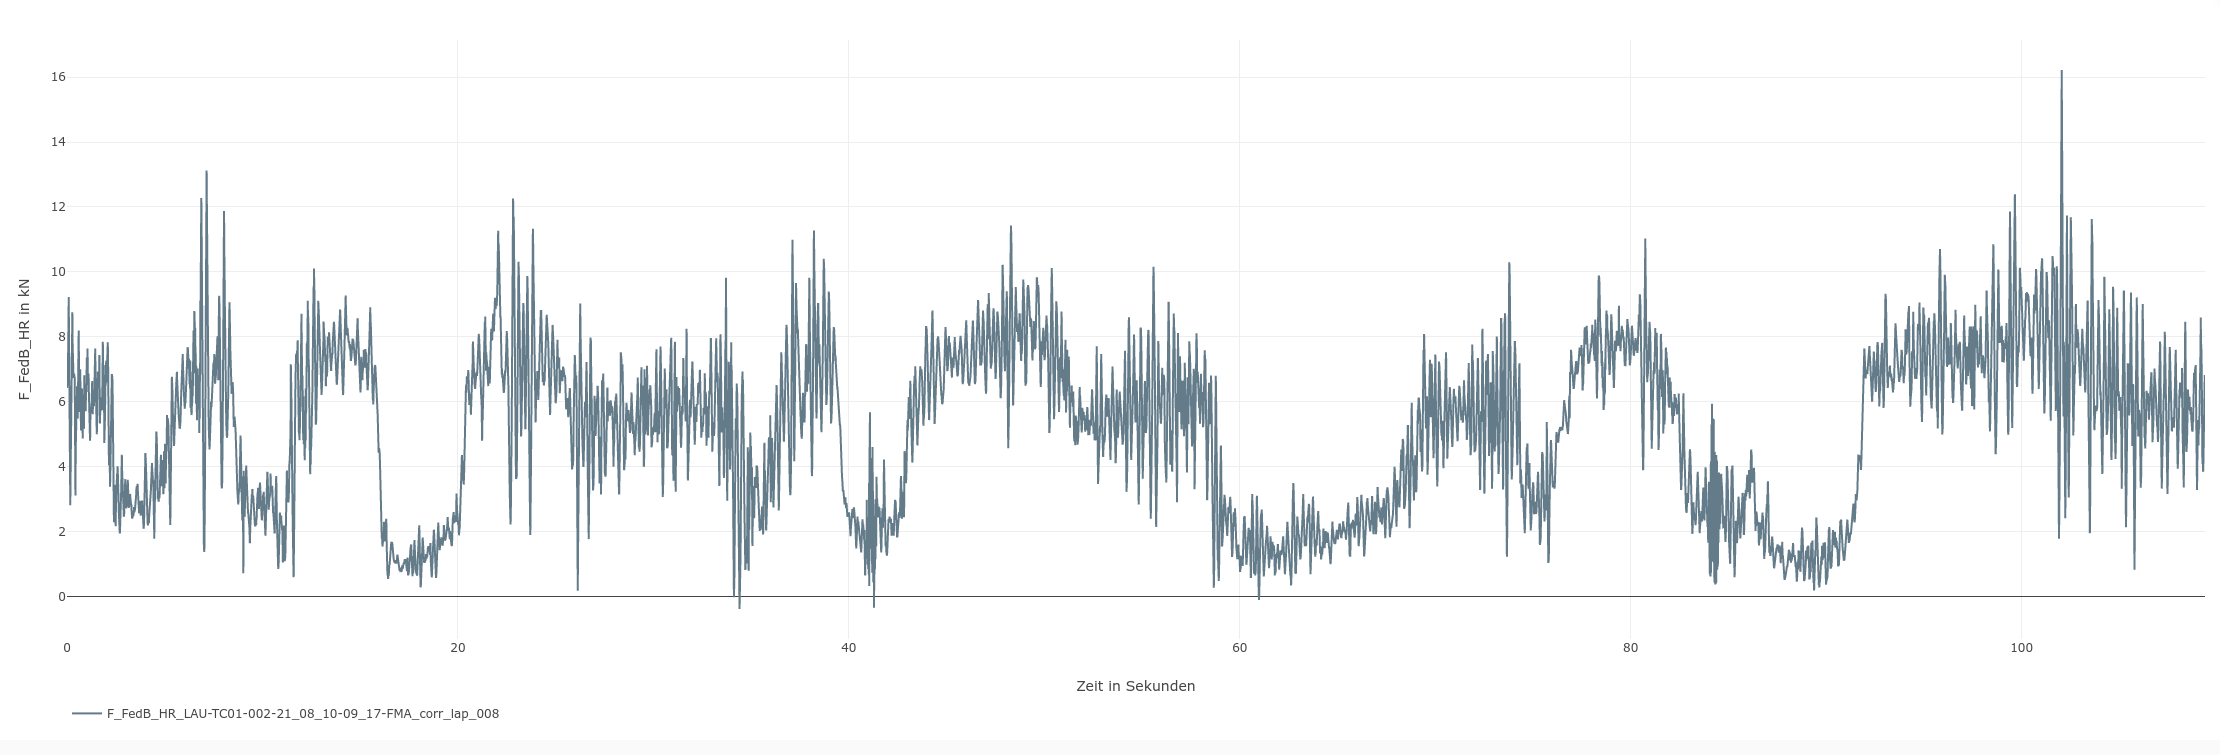 16
14
12
10
8
6
4
2
0
F_FedB_HR in kN
0 20 40 60 80 100
Zeit in Sekunden
F_FedB_HR_LAU-TC01-002-21_08_10-09_17-FMA_corr_lap_008